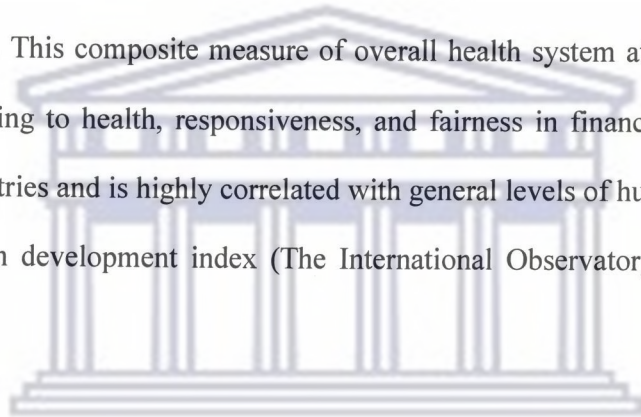 This composite measure of overall health system a
ing to health, responsiveness, and fairness in financ
tries and is highly correlated with general levels of hu
n development index (The International Observator